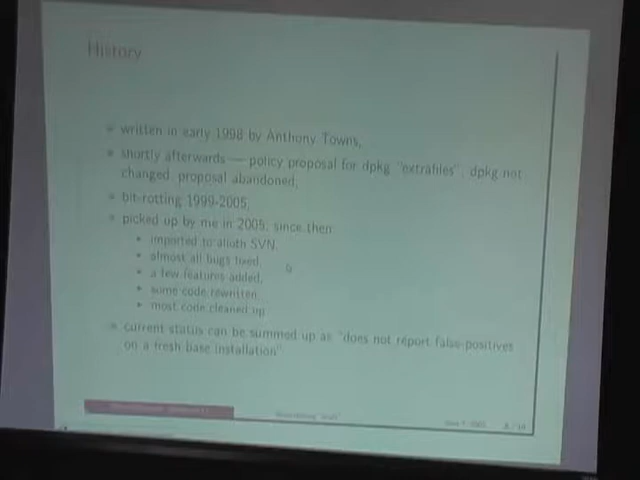 History
written in early 1998 by Anthony Towns,
shortly afterwards — policy proposal for dpkg "extrafiles", dpkg not
changed, proposal abandoned,
bit-rotting 1999-2005,
picked up by me in 2005, since then
imported to alioth SVN,
almost all bugs fixed,
a few features added,
some code rewritten,
most code cleaned up
current status can be summed up as "does not report false-positives
on a fresh base installation"